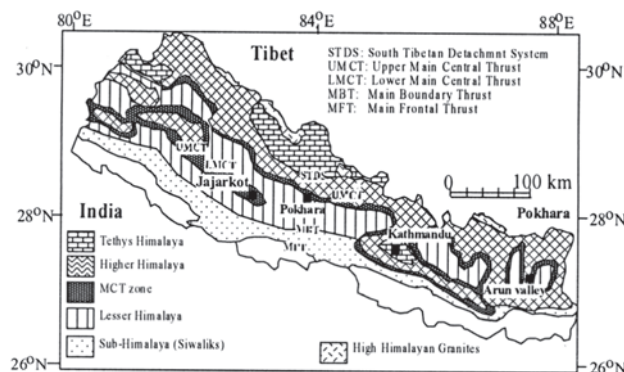 80°E
84°E
88°E
Tibet
30°N
30°N
STDS: South Tibetan Detachmnt System
UMCT: Upper Main Central Thrust
LMCT: Lower Main Central Thrust
MBT: Main Boundary Thrust
MFT: Main Frontal Thrust
UMCT
LMCT
STDS
Jajarkot
UMCT
0
100 km
28°N
India
Pokhara
Pokhara
28°N
MBT
Kathmandu
MFT
Tethys Himalaya
Higher Himalaya
Arun valley
MCT zone
Lesser Himalaya
Sub-Himalaya (Siwaliks)
High Himalayan Granites
26°N
26°N